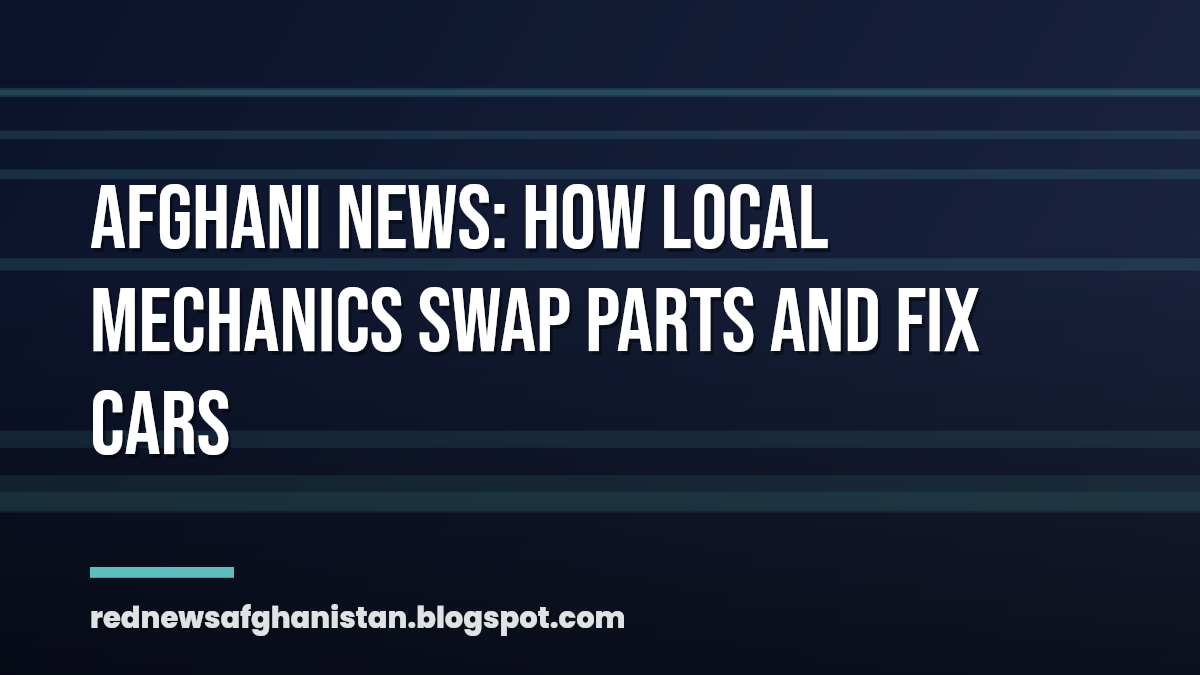 AFGHANI NEWS: HOW LOCAL
MECHANICS SWAP PARTS AND FIX
CARS
rednewsafghanistan.blogspot.com